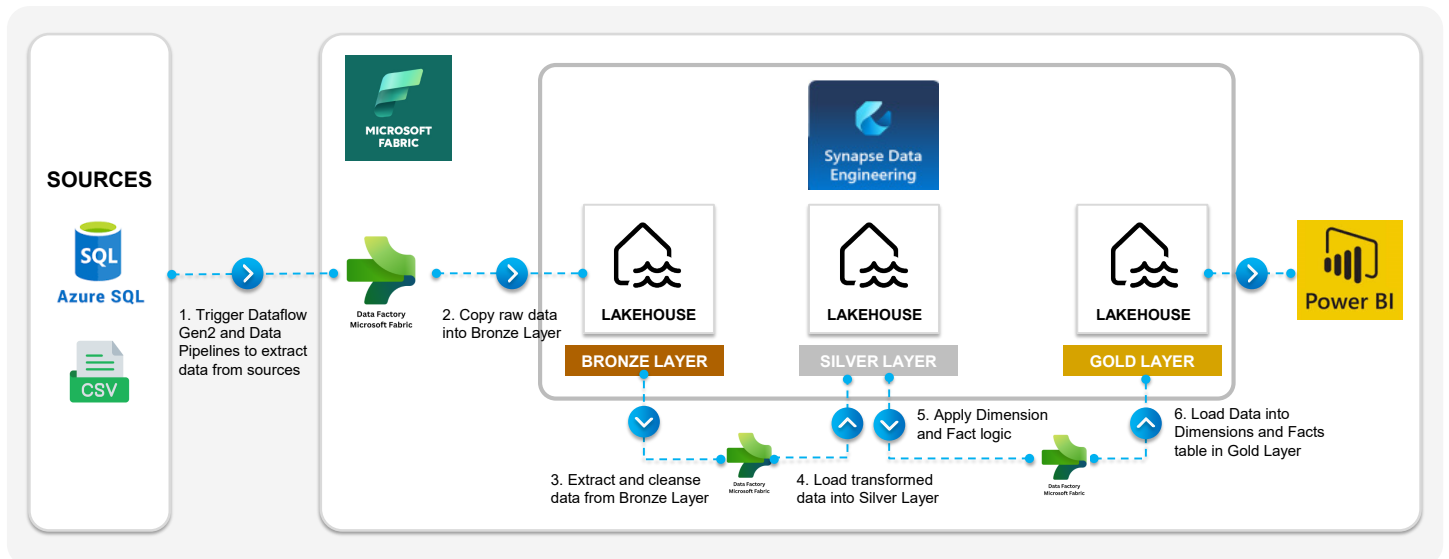 MICROSOFT
FABRIC
Synapse Data
Engineering
SOURCES
SQL
Azure SQL
CSV
1. Trigger Dataflow
Gen2 and Data
Pipelines to extract
data from sources
Data Factory
Microsoft Fabric
2. Copy raw data
into Bronze Layer
LAKEHOUSE
BRONZE LAYER
LAKEHOUSE
SILVER LAYER
LAKEHOUSE
GOLD LAYER
Power BI
3. Extract and cleanse
data from Bronze Layer
Data Factory
Microsoft Fabric
4. Load transformed
data into Silver Layer
5. Apply Dimension
and Fact logic
Data Factory
Microsoft Fabric
6. Load Data into
Dimensions and Facts
table in Gold Layer